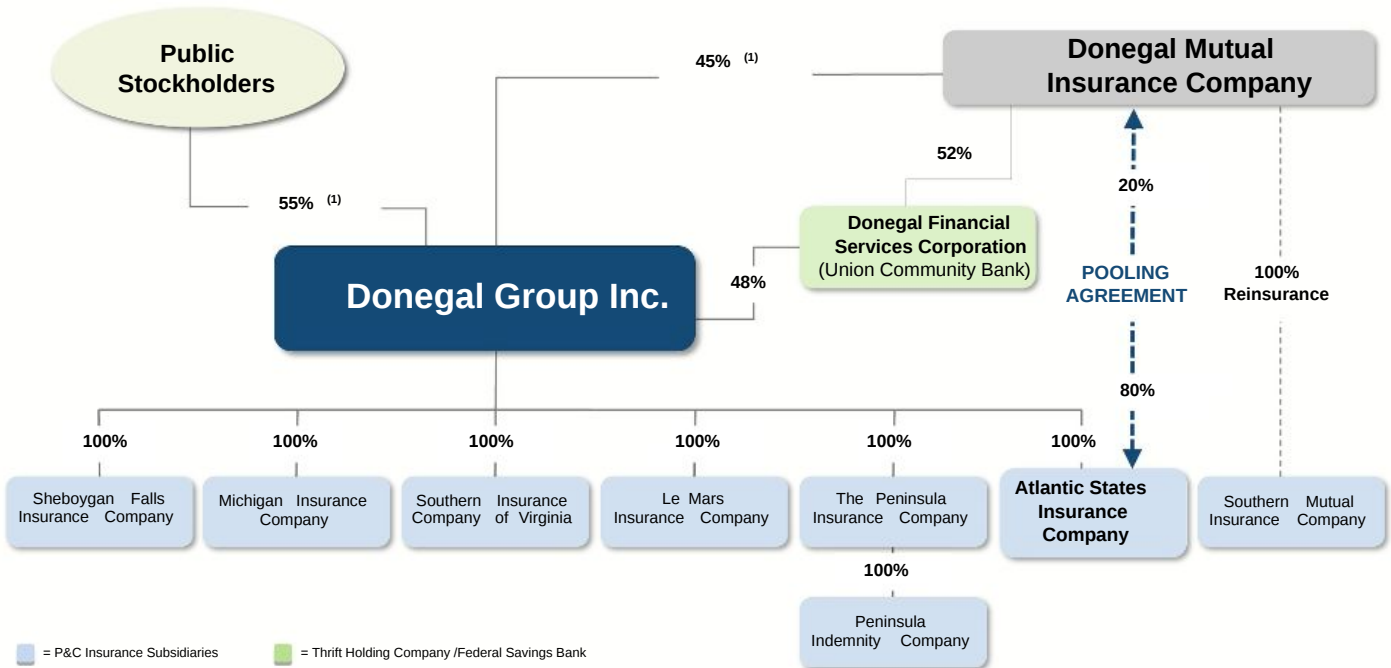 Public
Stockholders
45% (1)
Donegal Mutual
Insurance Company
52%
20%
55% (1)
Donegal Financial
Services Corporation
(Union Community Bank)
48%
POOLING
AGREEMENT
100%
Reinsurance
Donegal Group Inc.
80%
100%
100%
100%
100%
100%
100%
Sheboygan Falls
Insurance Company
Michigan Insurance
Company
Southern Insurance
Company of Virginia
Le Mars
Insurance Company
The Peninsula
Insurance Company
Atlantic States
Insurance
Company
Southern Mutual
Insurance Company
100%
Peninsula
Indemnity Company
= P&C Insurance Subsidiaries
= Thrift Holding Company /Federal Savings Bank